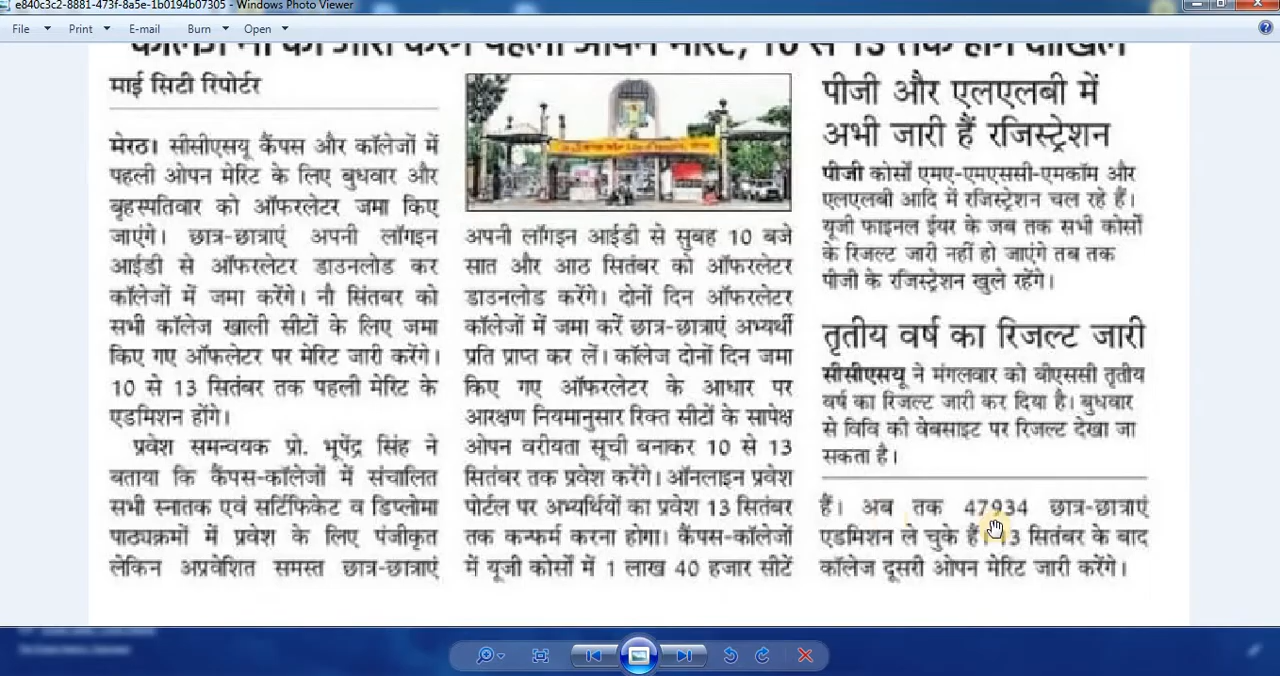 e840c3c2-8881-473f-8a5e-1b0194b07305 - Windows Photo Viewer
File Print E-mail Burn Open
10 से 13 तक होंगे दाखिले
माई सिटी रिपोर्टर
मेरठ। सीसीएसयू कैंपस और कॉलेजों में
पहली ओपन मेरिट के लिए बुधवार और
बृहस्पतिवार को ऑफरलेटर जमा किए
जाएंगे। छात्र-छात्राएं अपनी लॉगइन
आईडी से ऑफरलेटर डाउनलोड कर
कॉलेजों में जमा करेंगे। नौ सिंतबर को
सभी कॉलेज खाली सीटों के लिए जमा
किए गए ऑफलेटर पर मेरिट जारी करेंगे।
10 से 13 सितंबर तक पहली मेरिट के
एडमिशन होंगे।
प्रवेश समन्वयक प्रो. भूपेंद्र सिंह ने
बताया कि कैंपस-कॉलेजों में संचालित
सभी स्नातक एवं सर्टिफिकेट व डिप्लोमा
पाठ्यक्रमों में प्रवेश के लिए पंजीकृत
लेकिन अप्रवेशित समस्त छात्र-छात्राएं
अपनी लॉगइन आईडी से सुबह 10 बजे
सात और आठ सितंबर को ऑफरलेटर
डाउनलोड करेंगे। दोनों दिन ऑफरलेटर
कॉलेजों में जमा करें छात्र-छात्राएं अभ्यर्थी
प्रति प्राप्त कर लें। कॉलेज दोनों दिन जमा
किए गए ऑफरलेटर के आधार पर
आरक्षण नियमानुसार रिक्त सीटों के सापेक्ष
ओपन वरीयता सूची बनाकर 10 से 13
सितंबर तक प्रवेश करेंगे। ऑनलाइन प्रवेश
पोर्टल पर अभ्यर्थियों का प्रवेश 13 सितंबर
तक कन्फर्म करना होगा। कैंपस-कॉलेजों
में यूजी कोर्सों में 1 लाख 40 हजार सीटें
पीजी और एलएलबी में
अभी जारी हैं रजिस्ट्रेशन
पीजी कोर्सों एमए-एमएससी-एमकॉम और
एलएलबी आदि में रजिस्ट्रेशन चल रहे हैं।
यूजी फाइनल ईयर के जब तक सभी कोर्सों
के रिजल्ट जारी नहीं हो जाएंगे तब तक
पीजी के रजिस्ट्रेशन खुले रहेंगे।
तृतीय वर्ष का रिजल्ट जारी
सीसीएसयू ने मंगलवार को बीएससी तृतीय
वर्ष का रिजल्ट जारी कर दिया है। बुधवार
से विवि की वेबसाइट पर रिजल्ट देखा जा
सकता है।
हैं। अब तक 47934 छात्र-छात्राएं
एडमिशन ले चुके हैं। 13 सितंबर के बाद
कॉलेज दूसरी ओपन मेरिट जारी करेंगे।